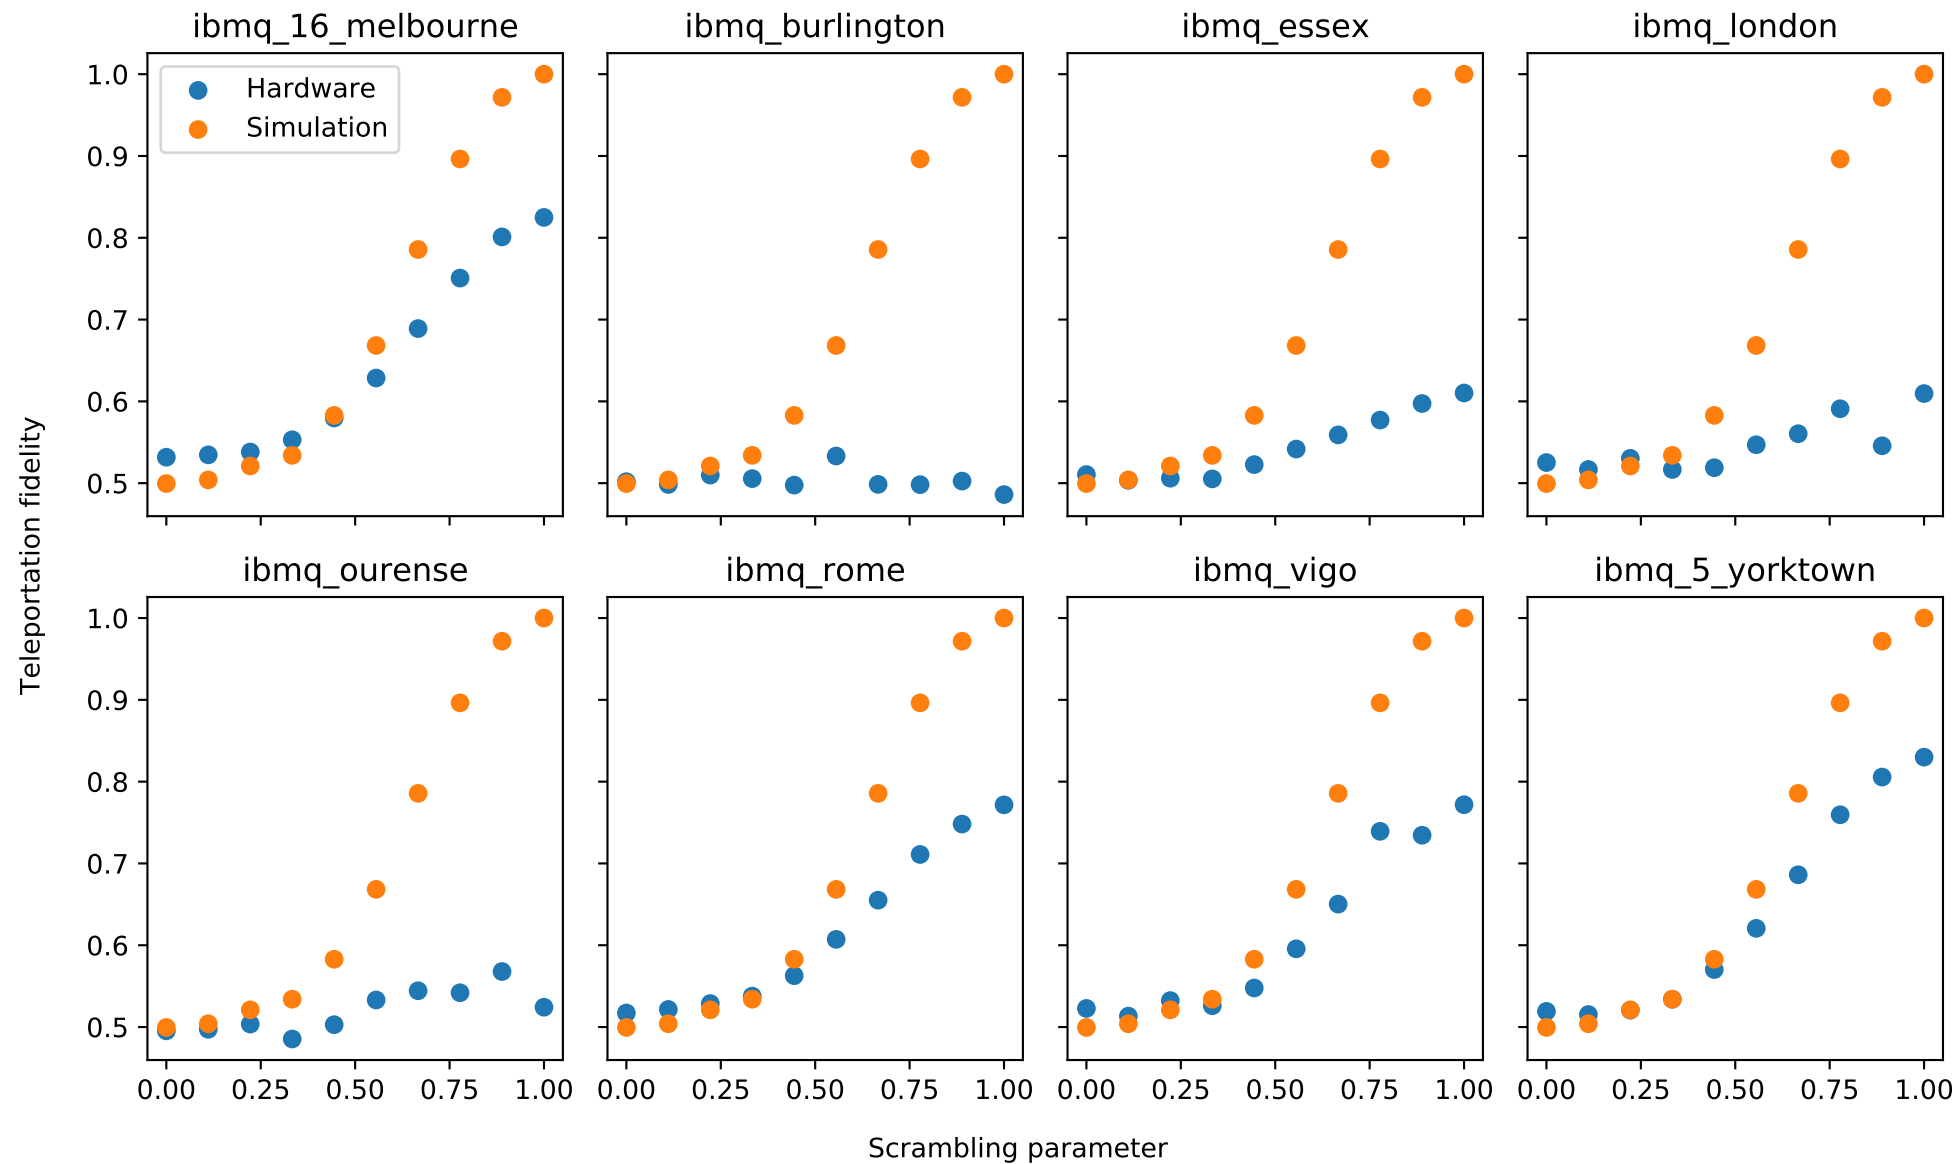 ibmq_16_melbourne ibmq_burlington ibmq_essex ibmq_london
Hardware
Simulation
1.0
0.9
0.8
0.7
0.6
0.5
Teleportation fidelity
ibmq_ourense ibmq_rome ibmq_vigo ibmq_5_yorktown
1.0
0.9
0.8
0.7
0.6
0.5
0.00 0.25 0.50 0.75 1.00 0.00 0.25 0.50 0.75 1.00 0.00 0.25 0.50 0.75 1.00 0.00 0.25 0.50 0.75 1.00
Scrambling parameter